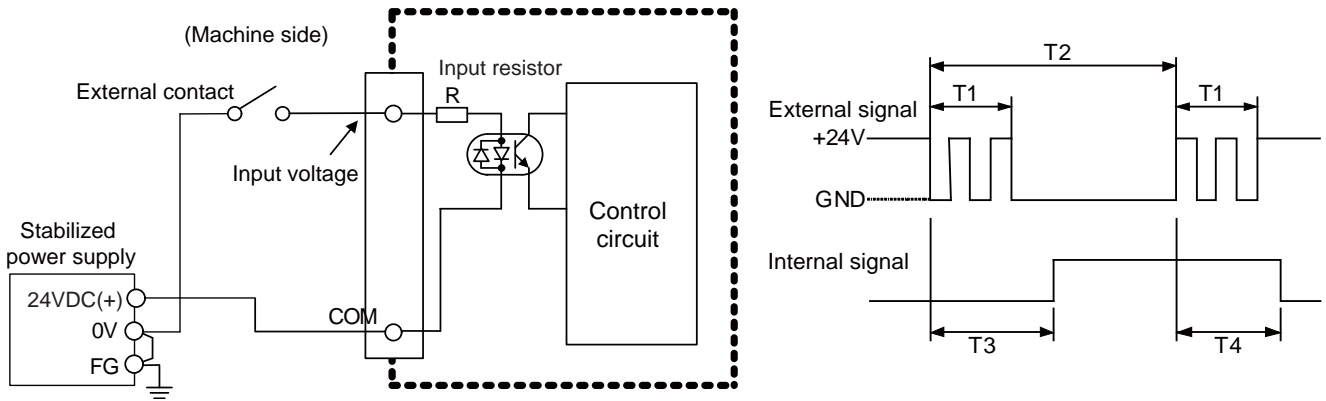 (Machine side)
Input resistor
R
External contact
Input voltage
Control
circuit
Stabilized
power supply
24VDC(+)
0V
FG
COM
T2
T1
T1
External signal
+24V
GND
Internal signal
T3
T4